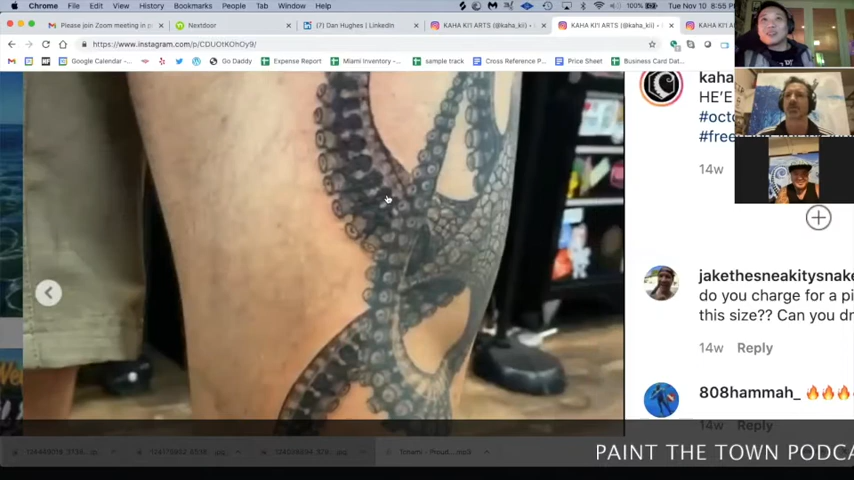 Chrome File Edit View History Bookmarks People Tab Window Help 100% Tue Nov 10 8:55 PM
Please join Zoom meeting in p
Nextdoor
(7) Dan Hughes | LinkedIn
KAHA KI'I ARTS (@kaha_kii)
KAHA KI'I ARTS (@kaha_kii)
KAHA KI'I ARTS
https://www.instagram.com/p/CDUOtKOhOy9/
Google Calendar -...
Go Daddy
Expense Report
Miami Inventory -...
sample track
Cross Reference P...
Price Sheet
Business Card Dat...
kaha
HE'E
#octo
#free
14w
jakethesneakitysnake
do you charge for a pi
this size?? Can you dr
14w Reply
808hammah_ 🔥🔥🔥
14w Reply
PAINT THE TOWN PODCA